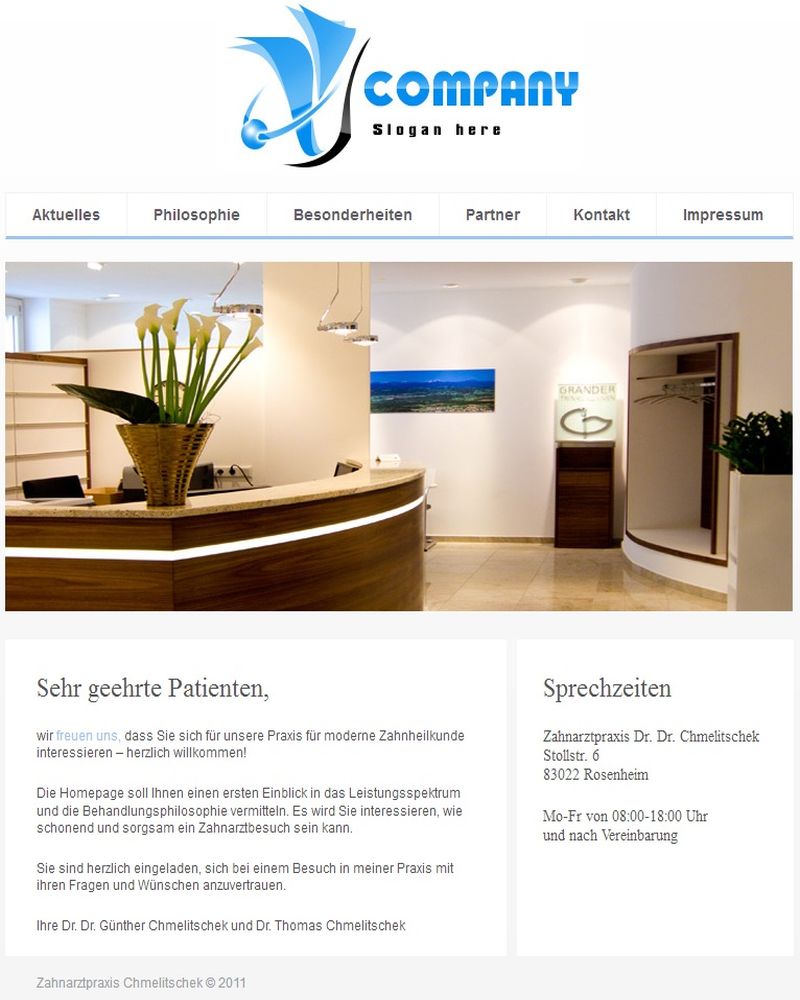 COMPANY
Slogan here
Aktuelles
Philosophie
Besonderheiten
Partner
Kontakt
Impressum
GRANDER
Sehr geehrte Patienten,
wir freuen uns, dass Sie sich für unsere Praxis für moderne Zahnheilkunde
interessieren – herzlich willkommen!
Die Homepage soll Ihnen einen ersten Einblick in das Leistungsspektrum
und die Behandlungsphilosophie vermitteln. Es wird Sie interessieren, wie
schonend und sorgsam ein Zahnarztbesuch sein kann.
Sie sind herzlich eingeladen, sich bei einem Besuch in meiner Praxis mit
ihren Fragen und Wünschen anzuvertrauen.
Ihre Dr. Dr. Günther Chmelitschek und Dr. Thomas Chmelitschek
Sprechzeiten
Zahnarztpraxis Dr. Dr. Chmelitschek
Stollstr. 6
83022 Rosenheim
Mo-Fr von 08:00-18:00 Uhr
und nach Vereinbarung
Zahnarztpraxis Chmelitschek © 2011